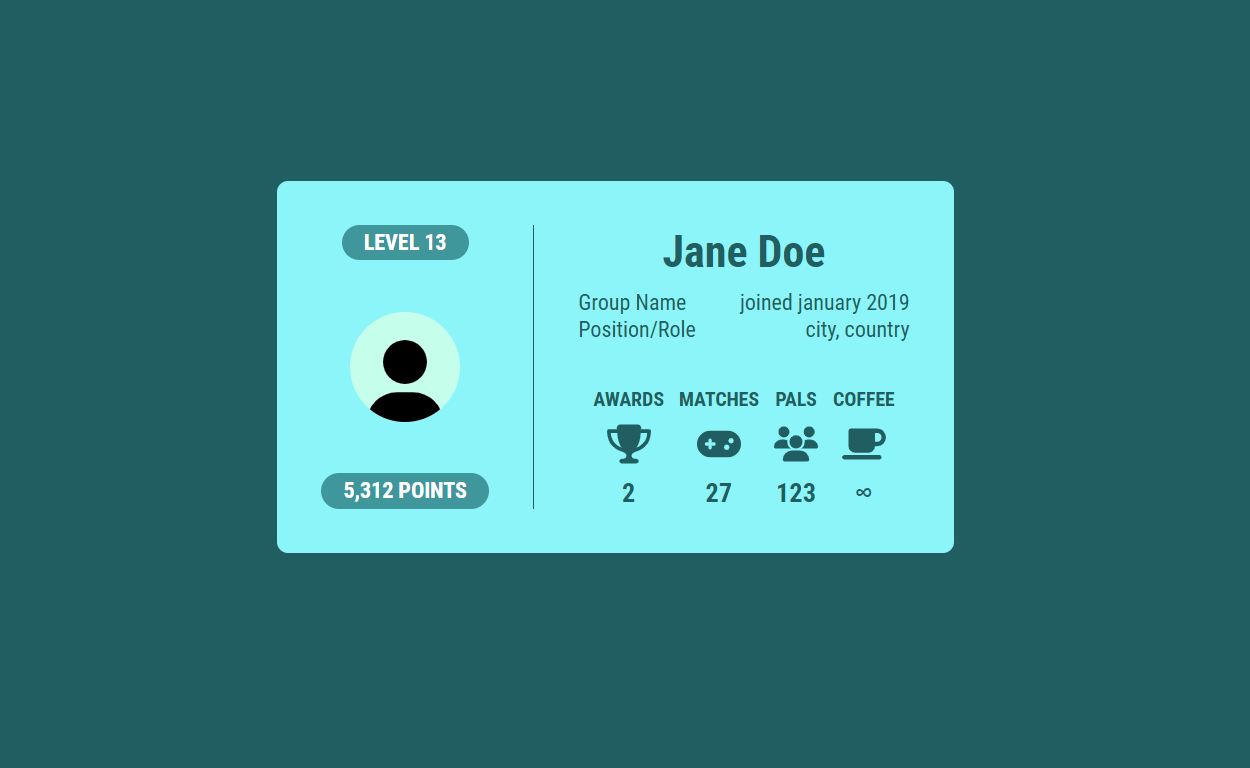 LEVEL 13
5,312 POINTS
Jane Doe
Group Name joined january 2019
Position/Role city, country
AWARDS MATCHES PALS COFFEE
2 27 123 ∞